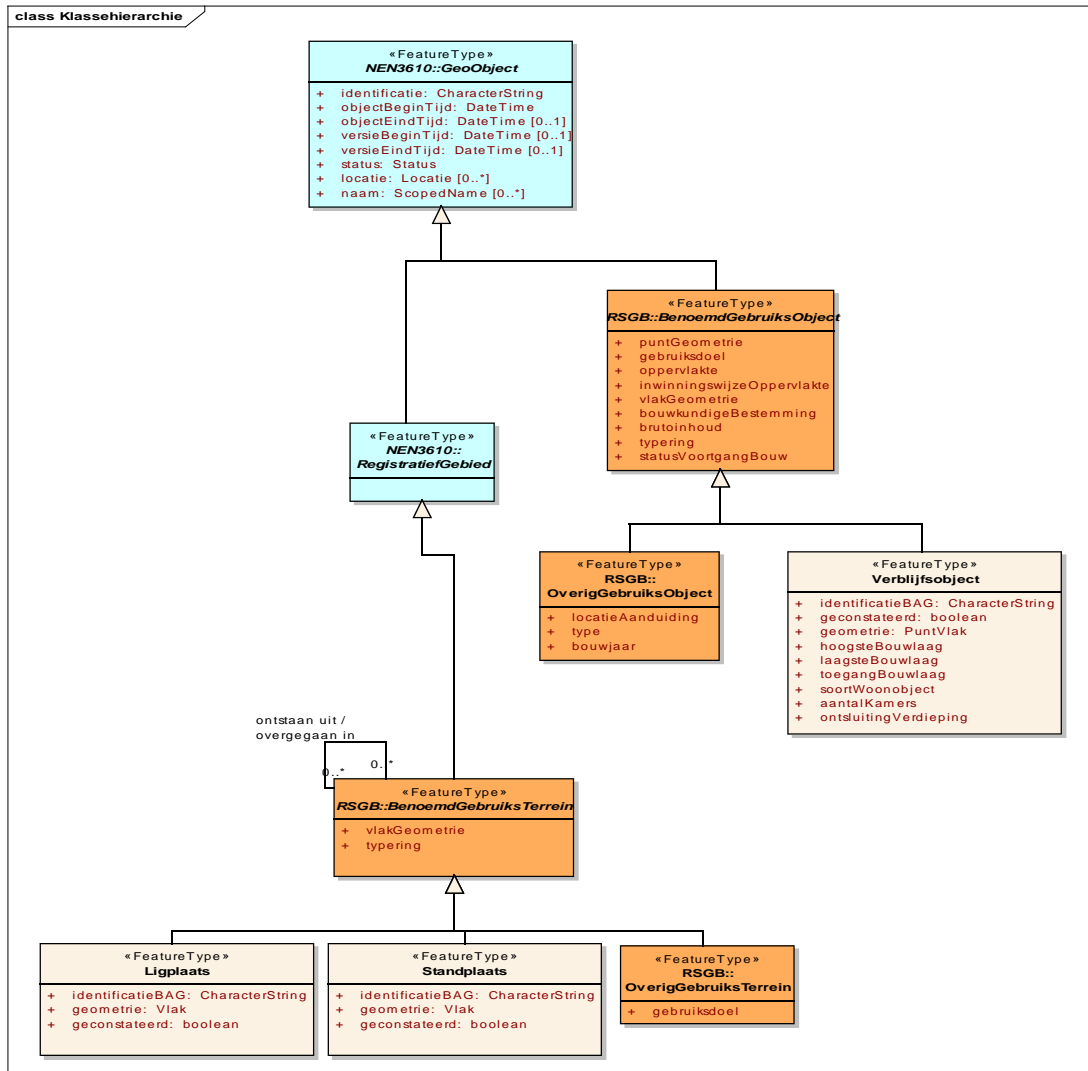 class Klassehierarchie
«FeatureType»
NEN3610::GeoObject
+ identificatie: CharacterString
+ objectBeginTijd: DateTime
+ objectEindTijd: DateTime [0..1]
+ versieBeginTijd: DateTime [0..1]
+ versieEindTijd: DateTime [0..1]
+ status: Status
+ locatie: Locatie [0..*]
+ naam: ScopedName [0..*]
«FeatureType»
RSGB::BenoemdGebruiksObject
+ puntGeometrie
+ gebruiksdoel
+ oppervlakte
+ inwinningswijzeOppervlakte
+ vlakGeometrie
+ bouwkundigeBestemming
+ brutoinhoud
+ typering
+ statusVoortgangBouw
«FeatureType»
NEN3610::
RegistratiefGebied
«FeatureType»
RSGB::
OverigGebruiksObject
+ locatieAanduiding
+ type
+ bouwjaar
«FeatureType»
Verblijfsobject
+ identificatieBAG: CharacterString
+ geconstateerd: boolean
+ geometrie: PuntVlak
+ hoogsteBouwlaag
+ laagsteBouwlaag
+ toegangBouwlaag
+ soortWoonobject
+ aantalKamers
+ ontsluitingVerdieping
ontstaan uit /
overgegaan in
0..*
0..*
«FeatureType»
RSGB::BenoemdGebruiksTerrein
+ vlakGeometrie
+ typering
«FeatureType»
Ligplaats
+ identificatieBAG: CharacterString
+ geometrie: Vlak
+ geconstateerd: boolean
«FeatureType»
Standplaats
+ identificatieBAG: CharacterString
+ geometrie: Vlak
+ geconstateerd: boolean
«FeatureType»
RSGB::
OverigGebruiksTerrein
+ gebruiksdoel